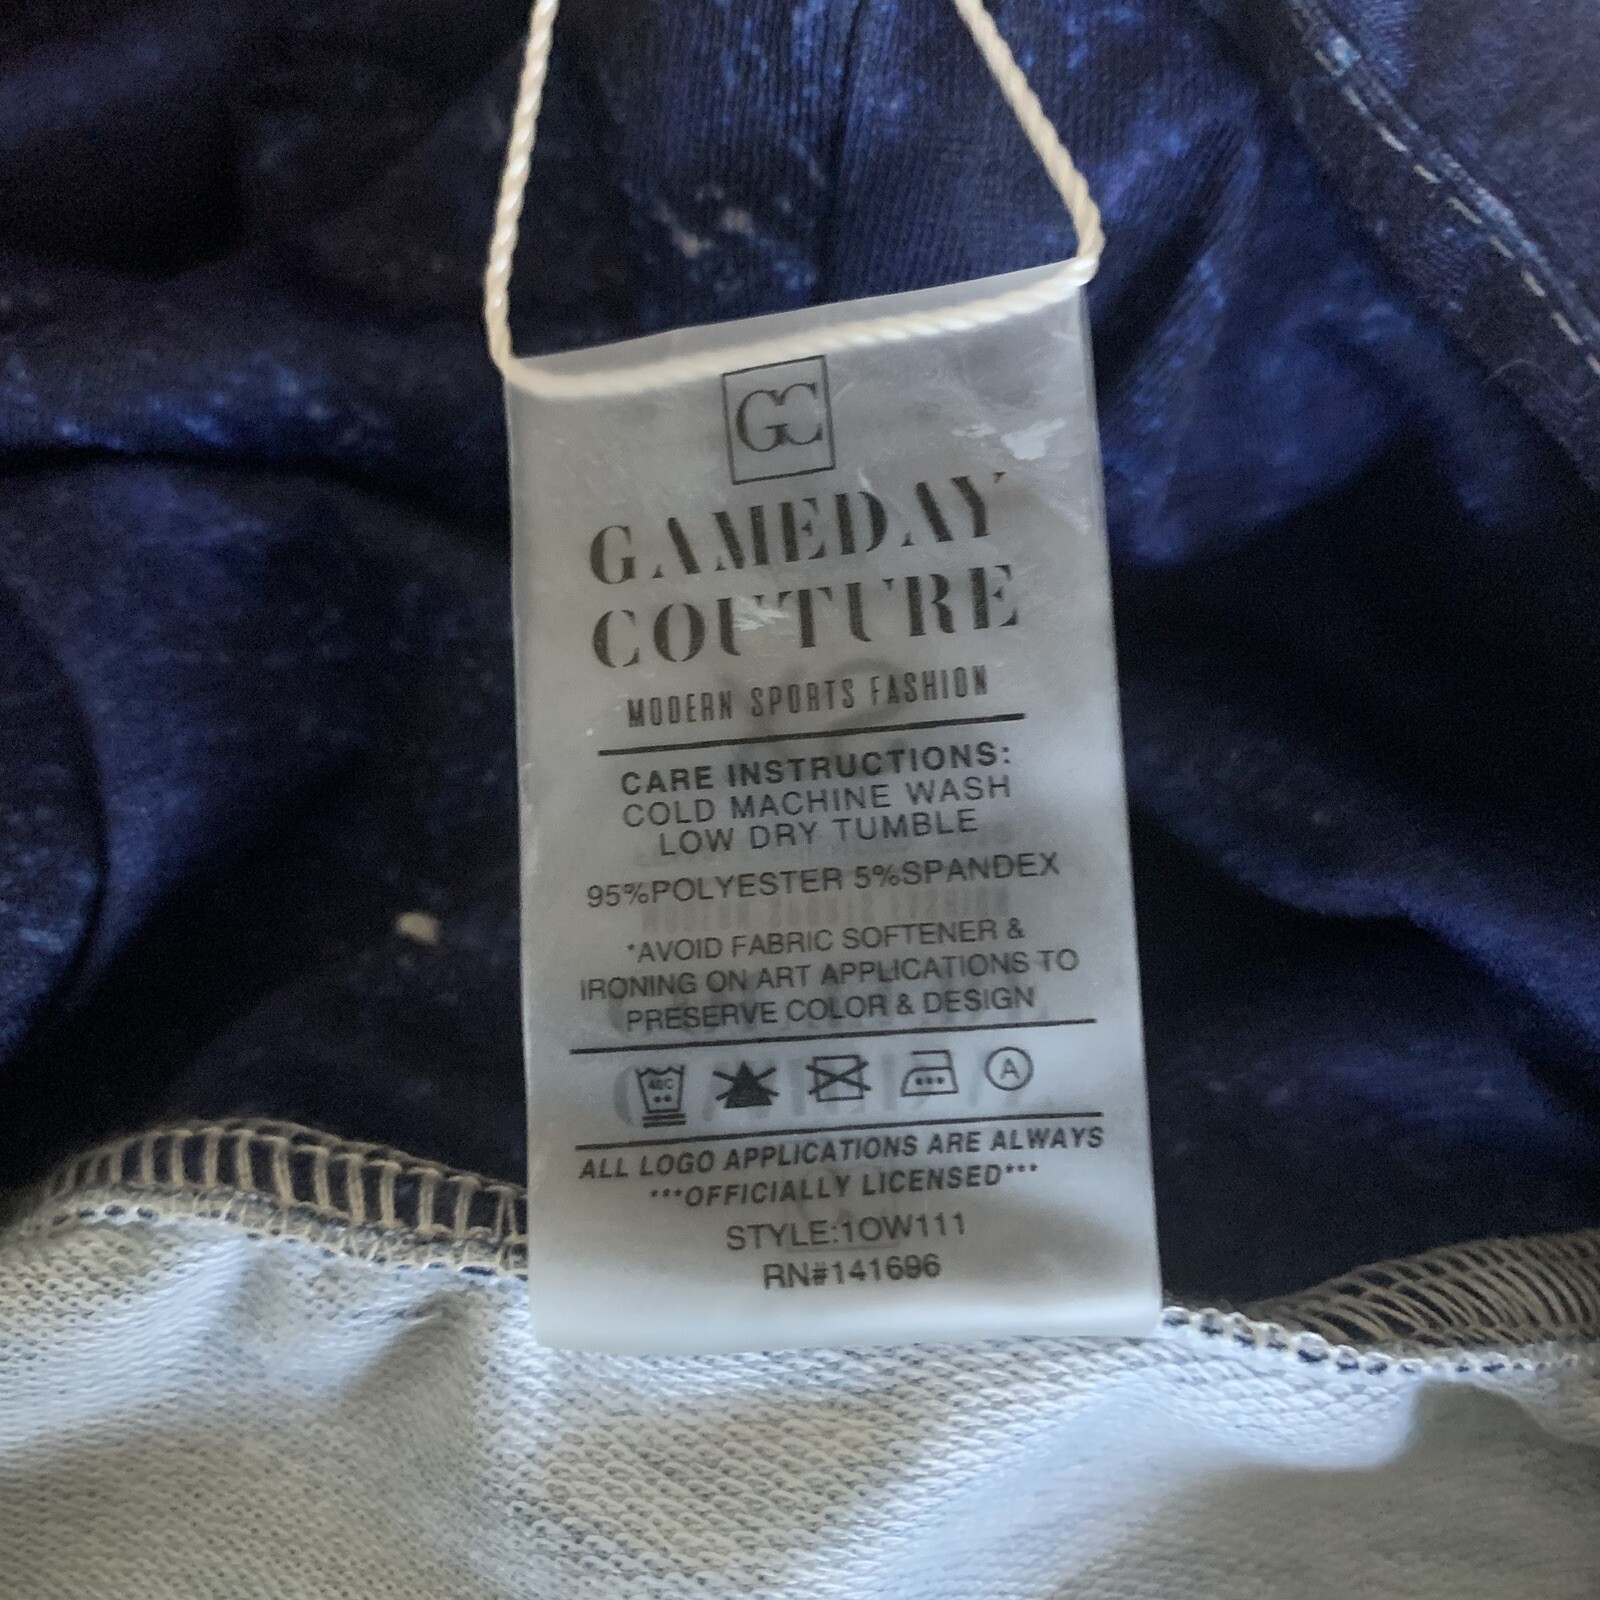 GC
GAMEDAY
COUTURE
MODERN SPORTS FASHION
CARE INSTRUCTIONS:
COLD MACHINE WASH
LOW DRY TUMBLE
95%POLYESTER 5%SPANDEX
*AVOID FABRIC SOFTENER &
IRONING ON ART APPLICATIONS TO
PRESERVE COLOR & DESIGN
40C A
ALL LOGO APPLICATIONS ARE ALWAYS
***OFFICIALLY LICENSED***
STYLE:1OW111
RN#141696